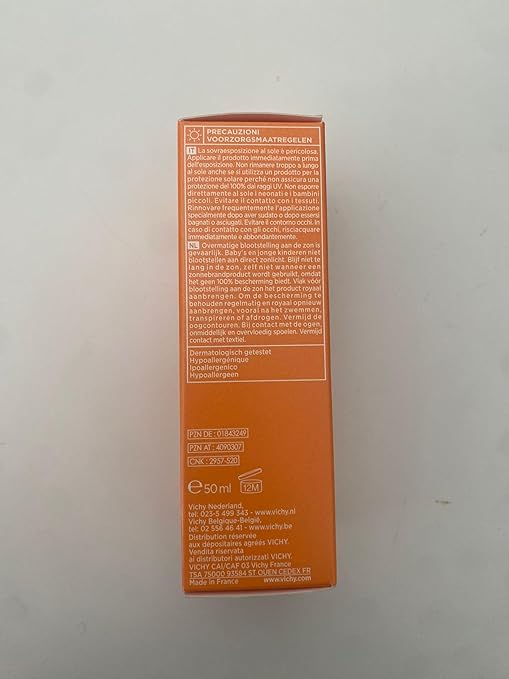 PRECAUZIONI
VOORZORGSMAATREGELEN
IT La sovraesposizione al sole è pericolosa.
Applicare il prodotto immediatamente prima
dell'esposizione. Non rimanere troppo a lungo
al sole anche se si utilizza un prodotto per la
protezione solare perché non assicura una
protezione del 100% dai raggi UV. Non esporre
direttamente al sole i neonati e i bambini
piccoli. Evitare il contatto con i tessuti.
Rinnovare frequentemente l'applicazione
specialmente dopo aver sudato o dopo essersi
bagnati o asciugati. Evitare il contorno occhi. In
caso di contatto con gli occhi, risciacquare
immediatamente e abbondantemente.
NL Overmatige blootstelling aan de zon is
gevaarlijk. Baby's en jonge kinderen niet
blootstellen aan direct zonlicht. Blijf niet te
lang in de zon, zelf niet wanneer een
zonnebrandproduct wordt gebruikt, omdat
het geen 100% bescherming biedt. Vlak vóór
blootstelling aan de zon het product royaal
aanbrengen. Om de bescherming te
behouden regelmatig en royaal opnieuw
aanbrengen, vooral na het zwemmen,
transpireren of afdrogen. Vermijd de
oogcontouren. Bij contact met de ogen,
onmiddellijk en overvloedig spoelen. Vermijd
contact met textiel.
Dermatologisch getestet
Hypoallergénique
Ipoallergenico
Hypoallergeen
PZN DE : 01843249
PZN AT : 4090307
CNK : 2957-520
e 50 ml 12M
Vichy Nederland,
tel: 023-5 499 343 - www.vichy.nl
Vichy Belgique-België,
tel: 02 556 46 41 - www.vichy.be
Distribution réservée
aux dépositaires agréés VICHY.
Vendita riservata
ai distributori autorizzati VICHY.
VICHY CAI/CAF 03 Vichy France
TSA 75000 93584 ST OUEN CEDEX FR
Made in France www.vichy.com